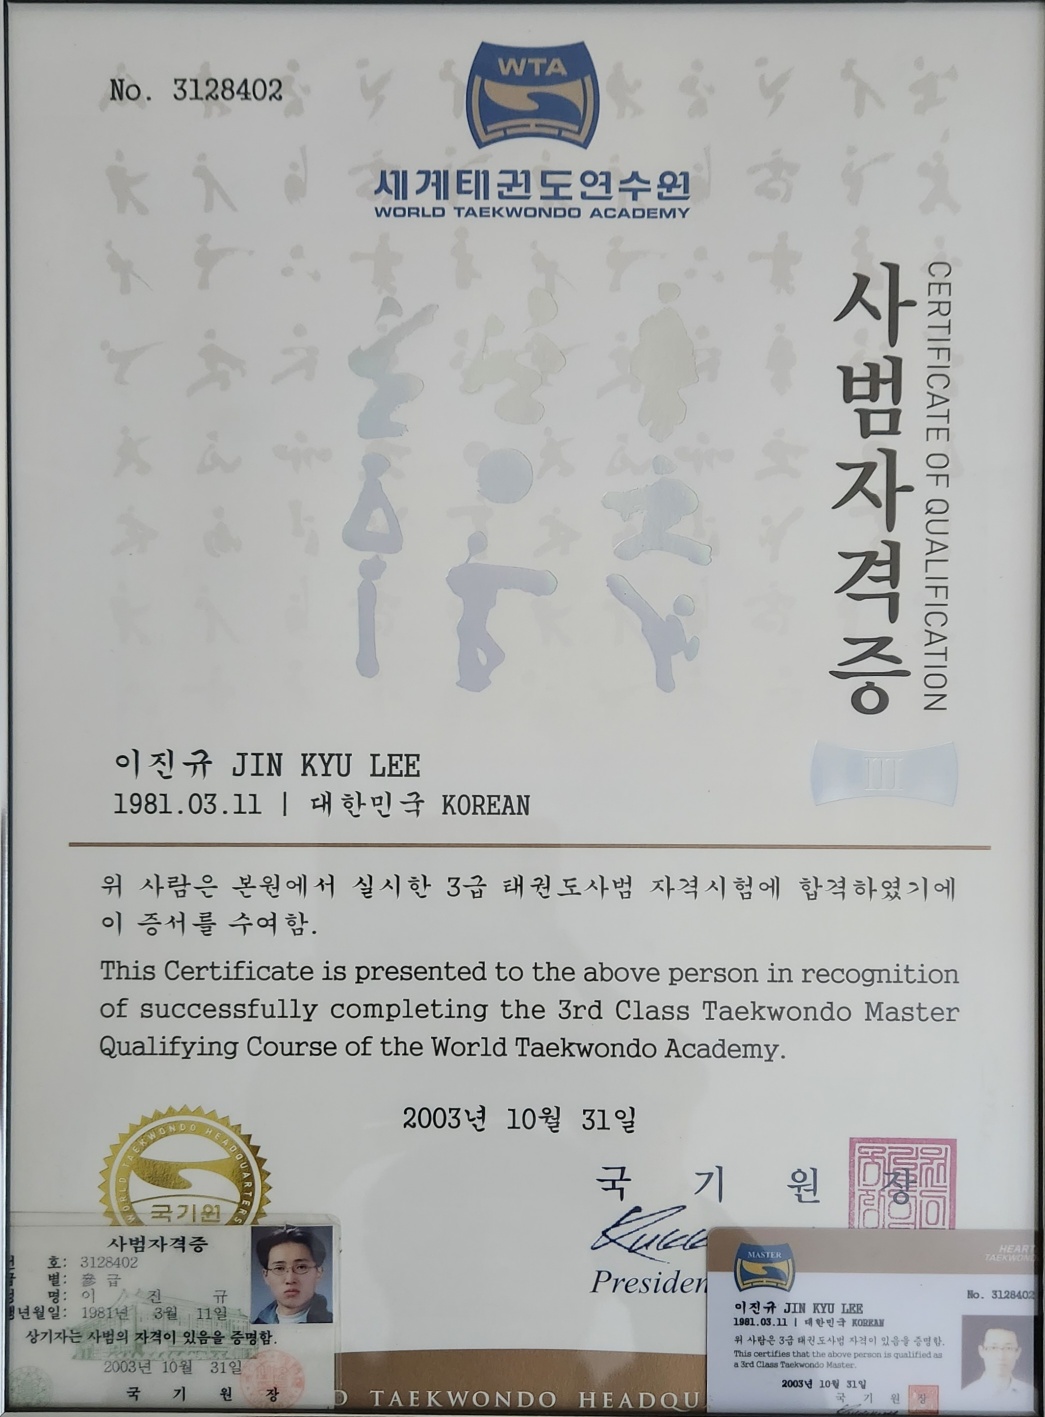 No. 3128402
WTA
세계태권도연수원
WORLD TAEKWONDO ACADEMY
사범자격증
CERTIFICATE OF QUALIFICATION
III
이진규 JIN KYU LEE
1981.03.11 | 대한민국 KOREAN
위 사람은 본원에서 실시한 3급 태권도사범 자격시험에 합격하였기에
이 증서를 수여함.
This Certificate is presented to the above person in recognition
of successfully completing the 3rd Class Taekwondo Master
Qualifying Course of the World Taekwondo Academy.
2003년 10월 31일
WORLD TAEKWONDO HEADQUARTERS
국기원
국 기 원 장
Presiden
사범자격증
호: 3128402
별: 참 급
명: 이 진 규
년월일: 1981년 3월 11일
상기자는 사범의 자격이 있음을 증명함.
2003년 10월 31일
국 기 원 장
MASTER
HEART
TAEKWONDO
No. 3128402
이진규 JIN KYU LEE
1981.03.11 | 대한민국 KOREAN
위 사람은 3급 태권도사범 자격이 있음을 증명함.
This certifies that the above person is qualified as
a 3rd Class Taekwondo Master.
2003년 10월 31일
국 기 원 장
D TAEKWONDO HEADQU